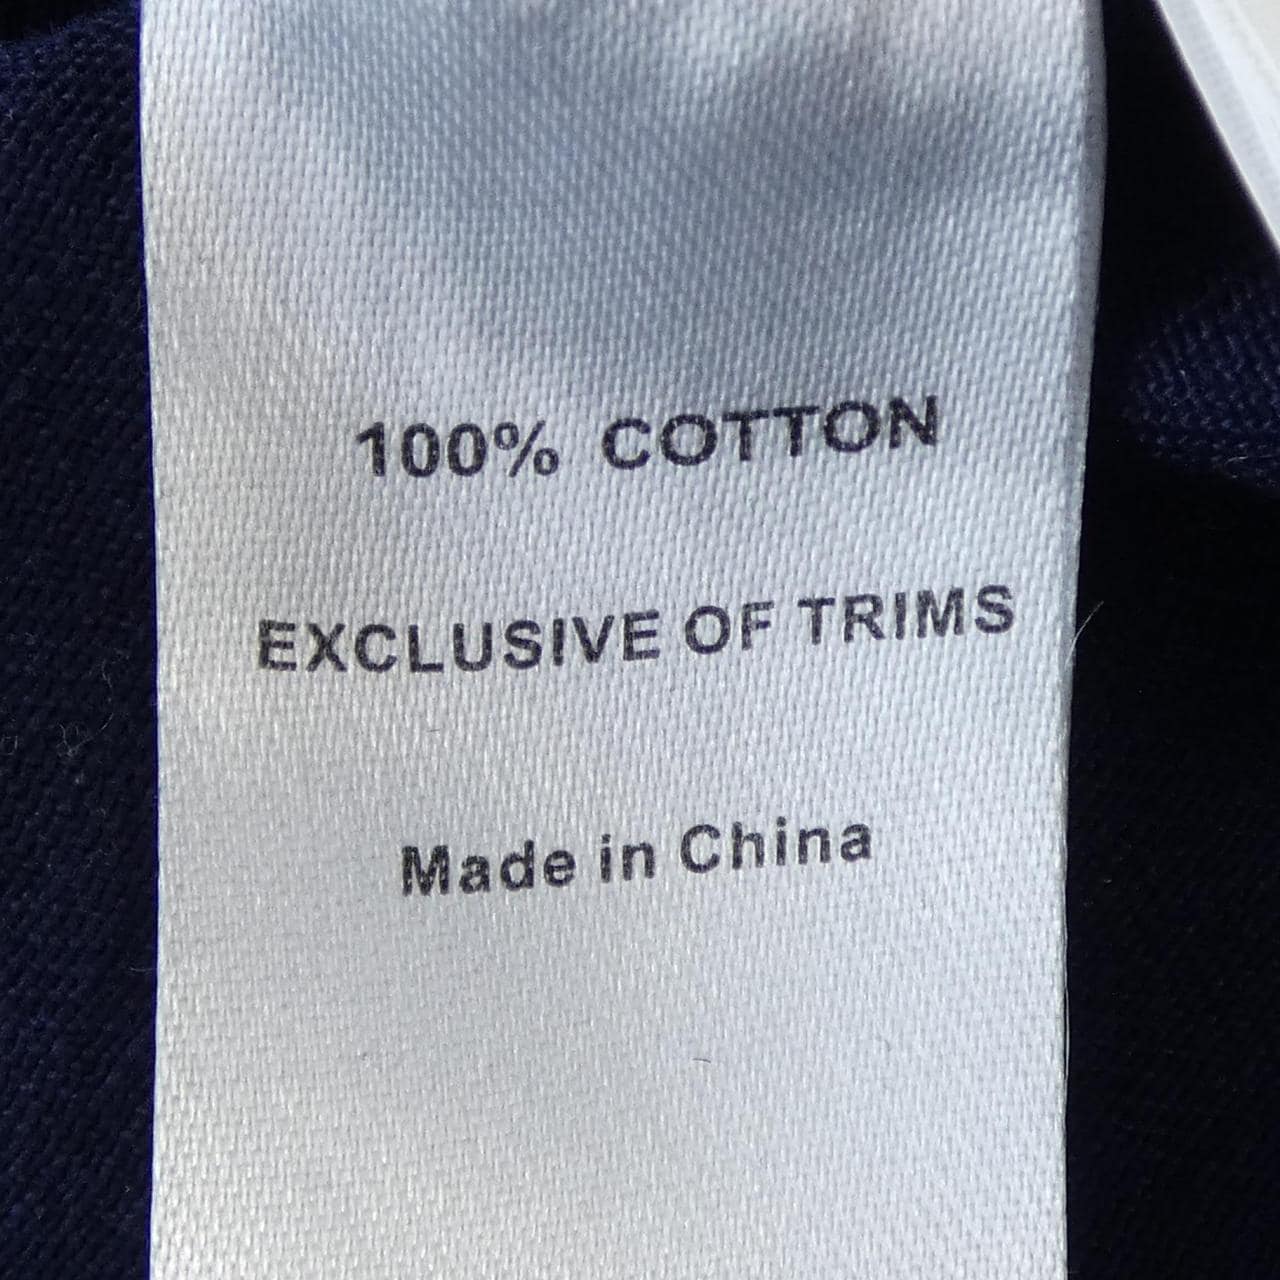 100% COTTON
EXCLUSIVE OF TRIMS
Made in China